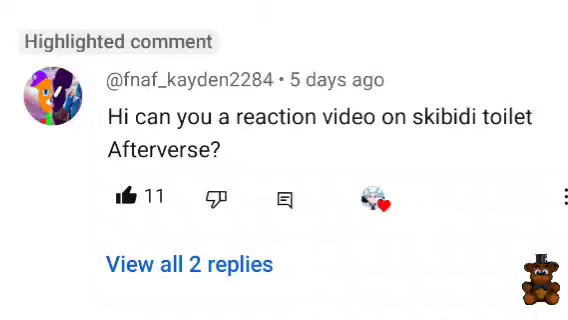 Highlighted comment
@fnaf_kayden2284 • 5 days ago
Hi can you a reaction video on skibidi toilet
Afterverse?
11
View all 2 replies